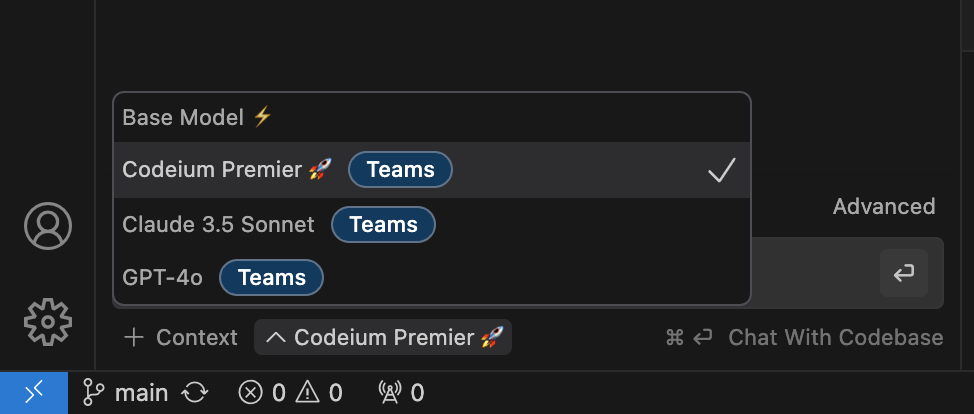 Base Model ⚡
Codeium Premier 🚀 Teams
Claude 3.5 Sonnet Teams
Advanced
GPT-4o Teams
+ Context Codeium Premier 🚀 ⌘ Chat With Codebase
main 0 0 0